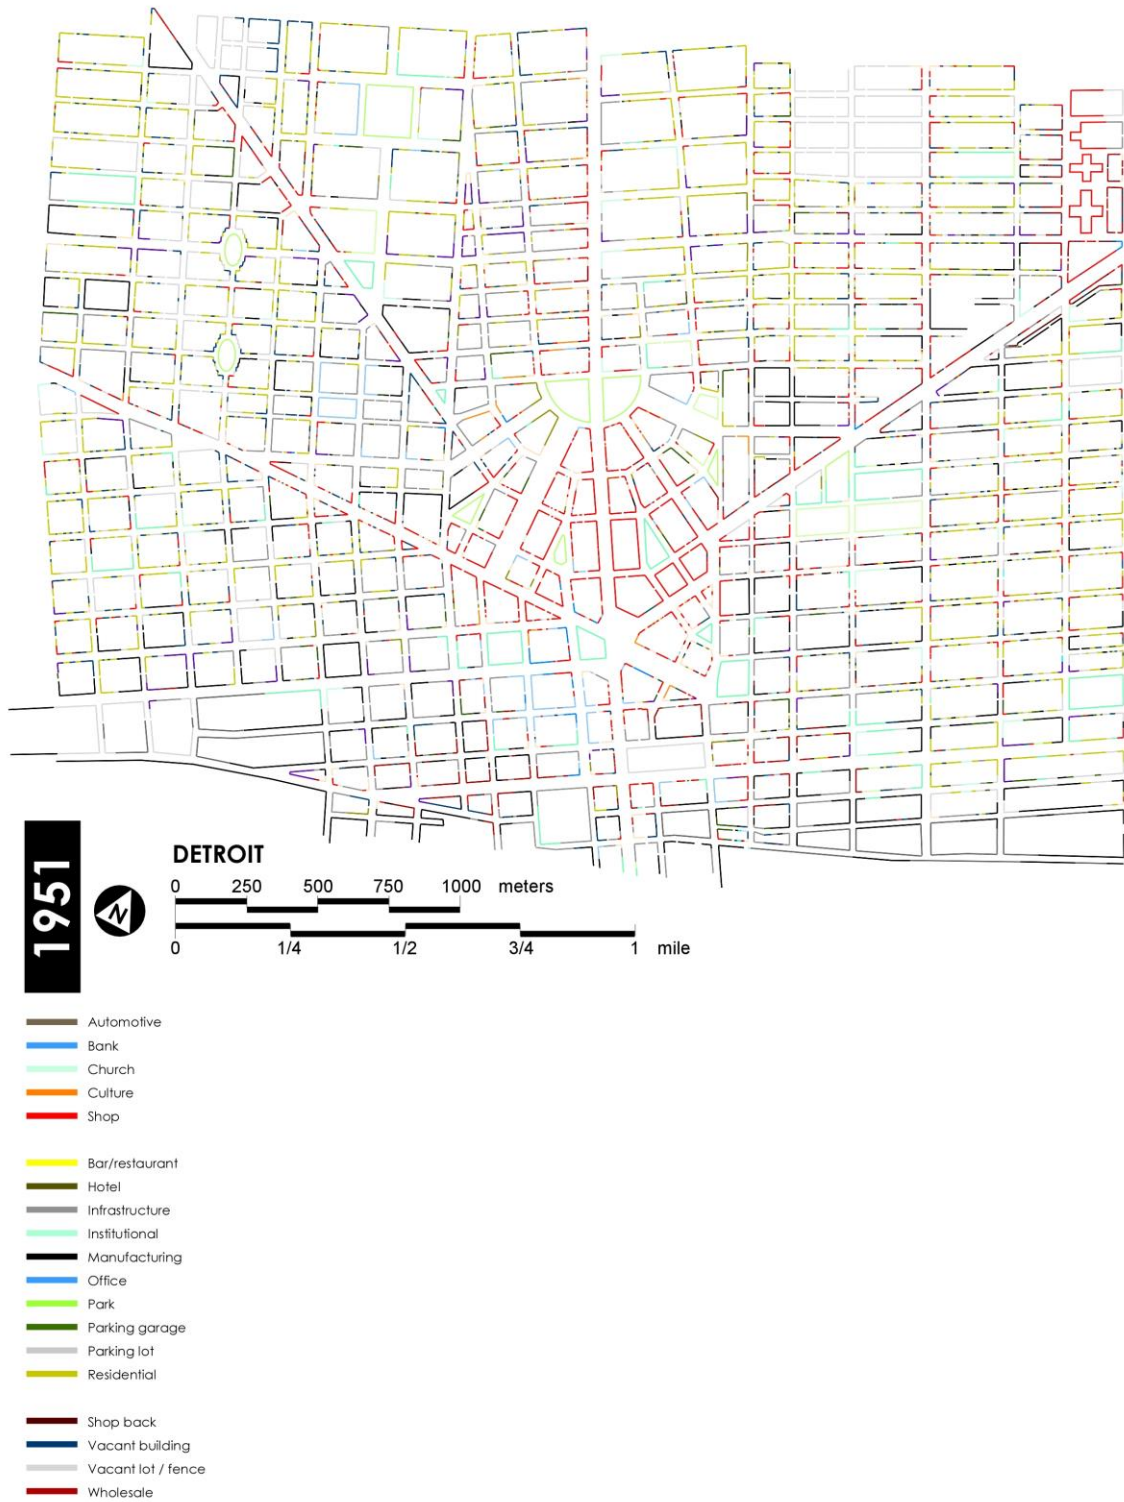 1951
N
DETROIT
0 250 500 750 1000 meters
0 1/4 1/2 3/4 1 mile
Automotive
Bank
Church
Culture
Shop
Bar/restaurant
Hotel
Infrastructure
Institutional
Manufacturing
Office
Park
Parking garage
Parking lot
Residential
Shop back
Vacant building
Vacant lot / fence
Wholesale